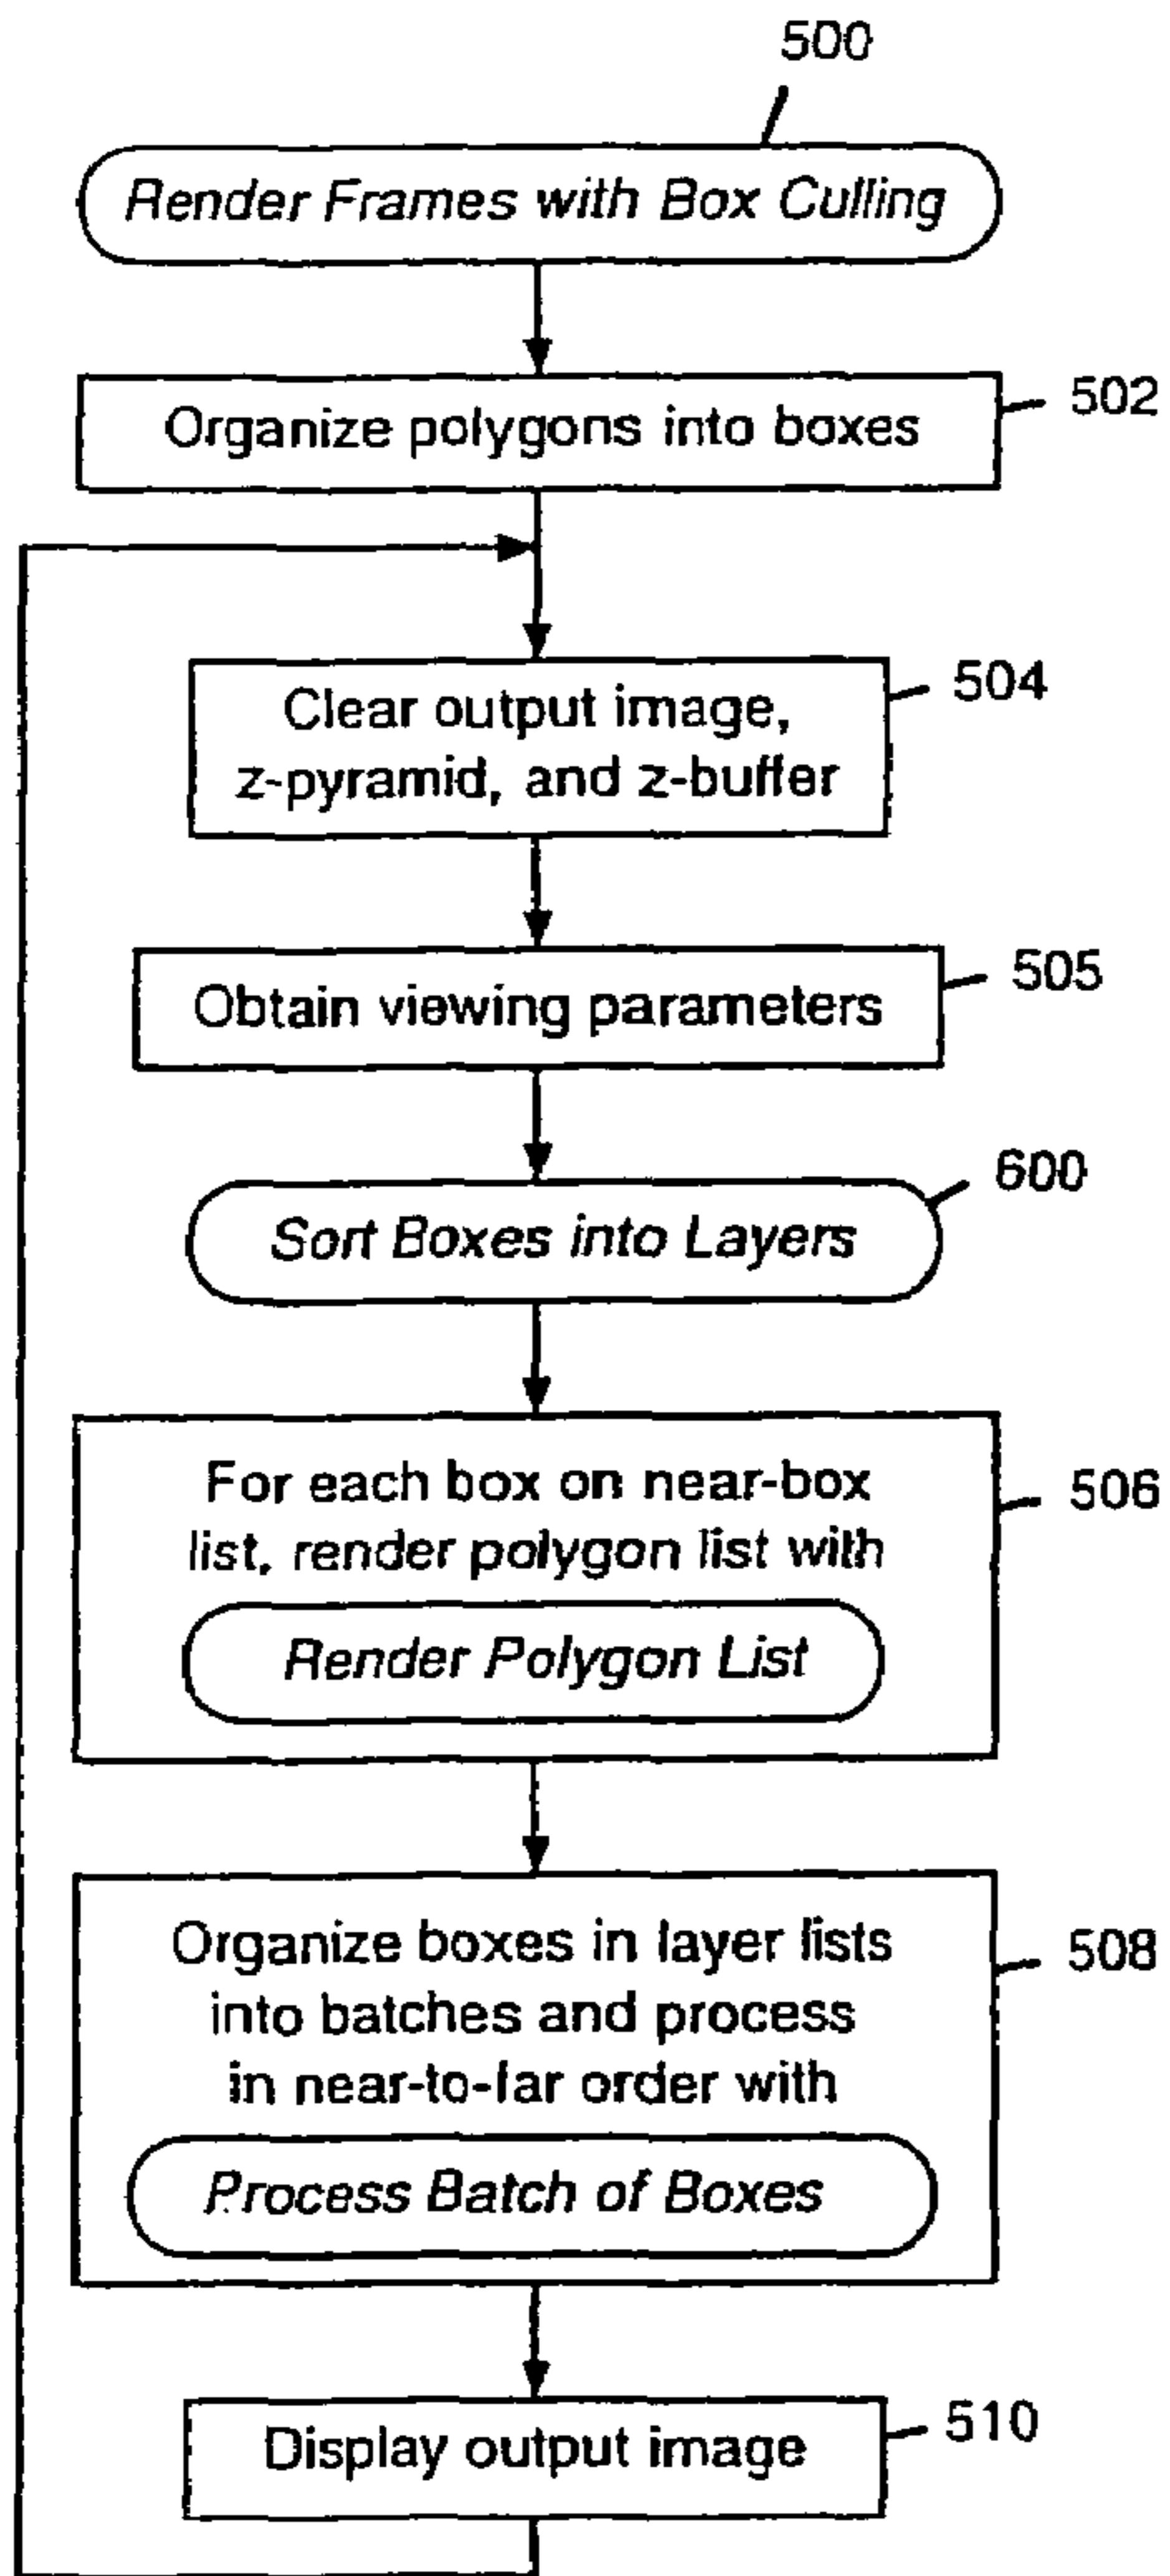 500
Render Frames with Box Culling
Organize polygons into boxes
502
Clear output image,
z-pyramid, and z-buffer
504
Obtain viewing parameters
505
Sort Boxes into Layers
600
For each box on near-box
list, render polygon list with
Render Polygon List
506
Organize boxes in layer lists
into batches and process
in near-to-far order with
Process Batch of Boxes
508
Display output image
510